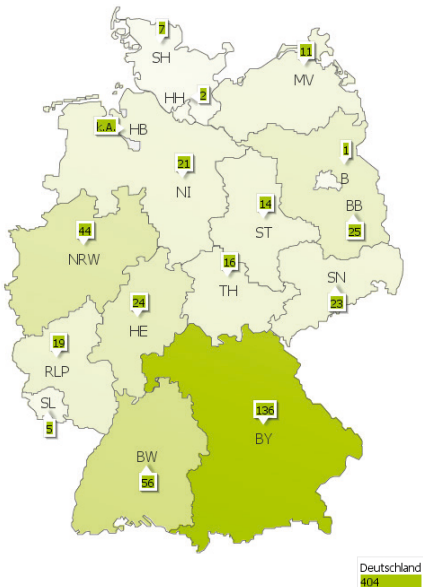 7
SH
11
MV
HH
2
k.A.
HB
1
B
21
NI
14
ST
BB
25
44
NRW
16
TH
SN
23
24
HE
19
RLP
SL
5
136
BY
BW
56
Deutschland
404